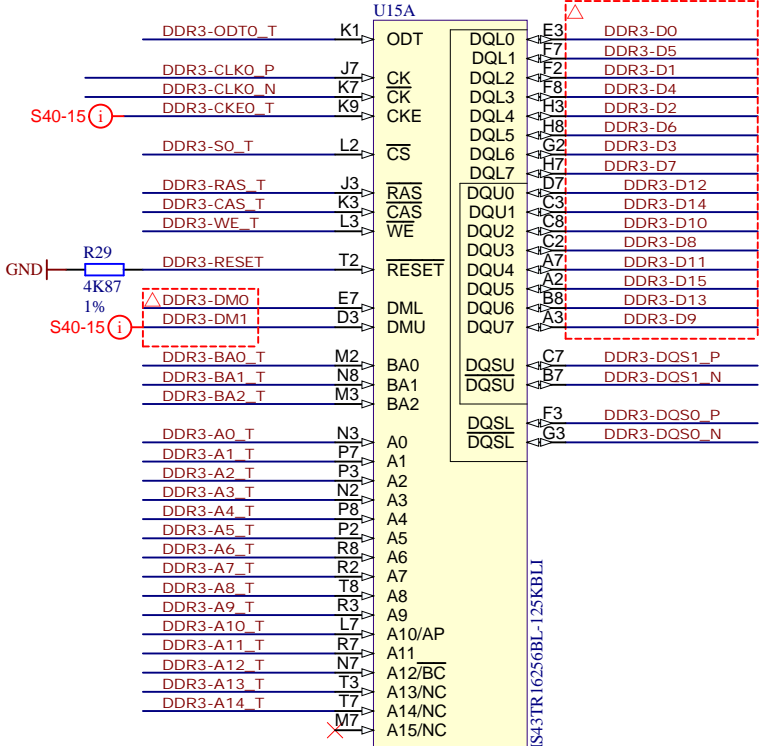 U15A
DDR3-ODT0_T K1 ODT DQL0 E3 DDR3-D0
DQL1 F7 DDR3-D5
DDR3-CLK0_P J7 CK DQL2 F2 DDR3-D1
DDR3-CLK0_N K7 CK DQL3 F8 DDR3-D4
S40-15 i DDR3-CKE0_T K9 CKE DQL4 H3 DDR3-D2
DQL5 H8 DDR3-D6
DDR3-S0_T L2 CS DQL6 G2 DDR3-D3
DQL7 H7 DDR3-D7
DDR3-RAS_T J3 RAS DQU0 D7 DDR3-D12
DDR3-CAS_T K3 CAS DQU1 C3 DDR3-D14
DDR3-WE_T L3 WE DQU2 C8 DDR3-D10
DQU3 C2 DDR3-D8
R29
GND DDR3-RESET T2 RESET DQU4 A7 DDR3-D11
4K87 DQU5 A2 DDR3-D15
1% DDR3-DM0 E7 DML DQU6 B8 DDR3-D13
S40-15 i DDR3-DM1 D3 DMU DQU7 A3 DDR3-D9
DDR3-BA0_T M2 BA0 DQSU C7 DDR3-DQS1_P
DDR3-BA1_T N8 BA1 DQSU B7 DDR3-DQS1_N
DDR3-BA2_T M3 BA2
DQSL F3 DDR3-DQS0_P
DDR3-A0_T N3 A0 DQSL G3 DDR3-DQS0_N
DDR3-A1_T P7 A1
DDR3-A2_T P3 A2
DDR3-A3_T N2 A3
DDR3-A4_T P8 A4
DDR3-A5_T P2 A5
DDR3-A6_T R8 A6
DDR3-A7_T R2 A7
DDR3-A8_T T8 A8
DDR3-A9_T R3 A9
DDR3-A10_T L7 A10/AP
DDR3-A11_T R7 A11
DDR3-A12_T N7 A12/BC
DDR3-A13_T T3 A13/NC
DDR3-A14_T T7 A14/NC
M7 A15/NC
IS43TR16256BL-125KBLI